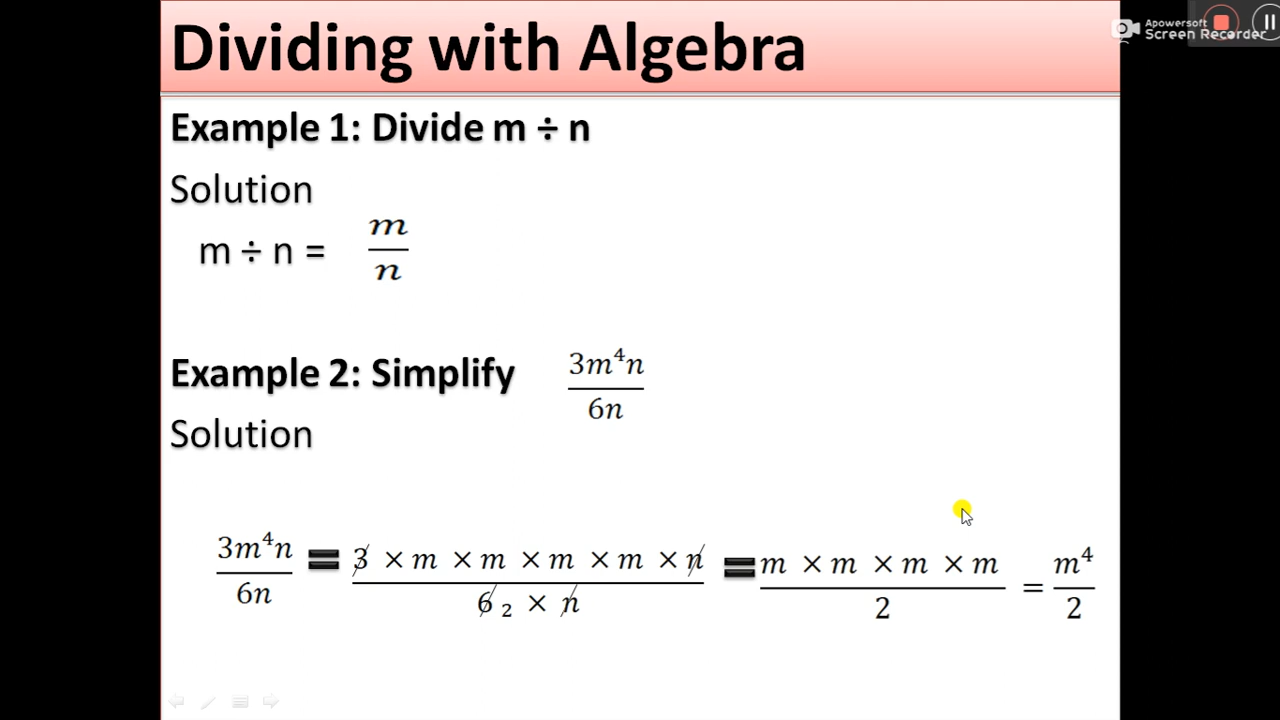 Dividing with Algebra
Apowersoft
Screen Recorder
Example 1: Divide m ÷ n
Solution
m ÷ n = m/n
Example 2: Simplify 3m⁴n/6n
Solution
3m⁴n/6n = 3 × m × m × m × m × n / 6 2 × n = m × m × m × m / 2 = m⁴/2